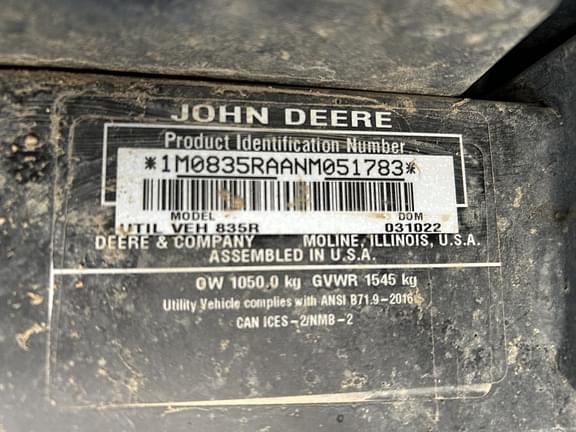 JOHN DEERE
Product Identification Number
*1M0835RAANM051783*
MODEL DOM
UTIL VEH 835R 031022
DEERE & COMPANY MOLINE, ILLINOIS, U.S.A.
ASSEMBLED IN U.S.A.
GW 1050.0 kg GVWR 1545 kg
Utility Vehicle complies with ANSI B71.9-2016
CAN ICES-2/NMB-2